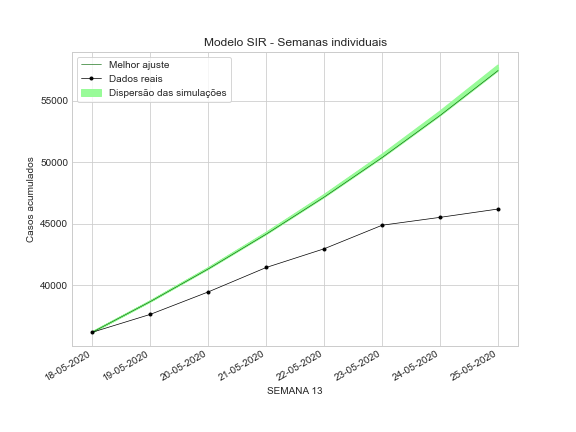 Modelo SIR - Semanas individuais
Melhor ajuste
Dados reais
Dispersão das simulações
Casos acumulados
55000
50000
45000
40000
18-05-2020
19-05-2020
20-05-2020
21-05-2020
22-05-2020
23-05-2020
24-05-2020
25-05-2020
SEMANA 13